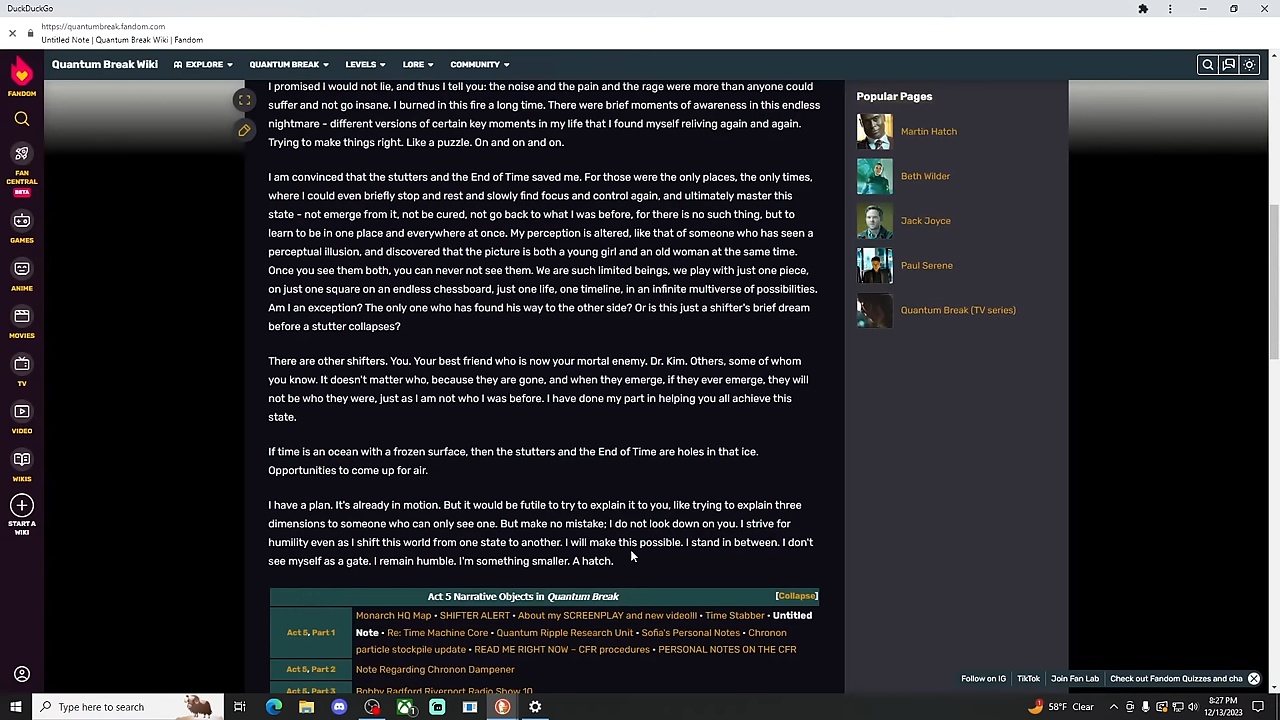 DuckDuckGo
https://quantumbreak.fandom.com
Untitled Note | Quantum Break Wiki | Fandom
Quantum Break Wiki EXPLORE QUANTUM BREAK LEVELS LORE COMMUNITY
FANDOM
FAN CENTRAL
BETA
GAMES
ANIME
MOVIES
TV
VIDEO
WIKIS
START A WIKI
I promised I would not lie, and thus I tell you: the noise and the pain and the rage were more than anyone could
suffer and not go insane. I burned in this fire a long time. There were brief moments of awareness in this endless
nightmare - different versions of certain key moments in my life that I found myself reliving again and again.
Trying to make things right. Like a puzzle. On and on and on.
I am convinced that the stutters and the End of Time saved me. For those were the only places, the only times,
where I could even briefly stop and rest and slowly find focus and control again, and ultimately master this
state - not emerge from it, not be cured, not go back to what I was before, for there is no such thing, but to
learn to be in one place and everywhere at once. My perception is altered, like that of someone who has seen a
perceptual illusion, and discovered that the picture is both a young girl and an old woman at the same time.
Once you see them both, you can never not see them. We are such limited beings, we play with just one piece,
on just one square on an endless chessboard, just one life, one timeline, in an infinite multiverse of possibilities.
Am I an exception? The only one who has found his way to the other side? Or is this just a shifter's brief dream
before a stutter collapses?
There are other shifters. You. Your best friend who is now your mortal enemy. Dr. Kim. Others, some of whom
you know. It doesn't matter who, because they are gone, and when they emerge, if they ever emerge, they will
not be who they were, just as I am not who I was before. I have done my part in helping you all achieve this
state.
If time is an ocean with a frozen surface, then the stutters and the End of Time are holes in that ice.
Opportunities to come up for air.
I have a plan. It's already in motion. But it would be futile to try to explain it to you, like trying to explain three
dimensions to someone who can only see one. But make no mistake; I do not look down on you. I strive for
humility even as I shift this world from one state to another. I will make this possible. I stand in between. I don't
see myself as a gate. I remain humble. I'm something smaller. A hatch.
Act 5 Narrative Objects in Quantum Break [Collapse]
Act 5, Part 1
Monarch HQ Map • SHIFTER ALERT • About my SCREENPLAY and new video!!! • Time Stabber • Untitled
Note • Re: Time Machine Core • Quantum Ripple Research Unit • Sofia's Personal Notes • Chronon
particle stockpile update • READ ME RIGHT NOW – CFR procedures • PERSONAL NOTES ON THE CFR
Act 5, Part 2 Note Regarding Chronon Dampener
Act 5, Part 3 Bobby Radford Riverport Radio Show 10
Popular Pages
Martin Hatch
Beth Wilder
Jack Joyce
Paul Serene
Quantum Break (TV series)
Follow on IG TikTok Join Fan Lab Check out Fandom Quizzes and cha
Type here to search
58°F Clear
8:27 PM
12/13/2023